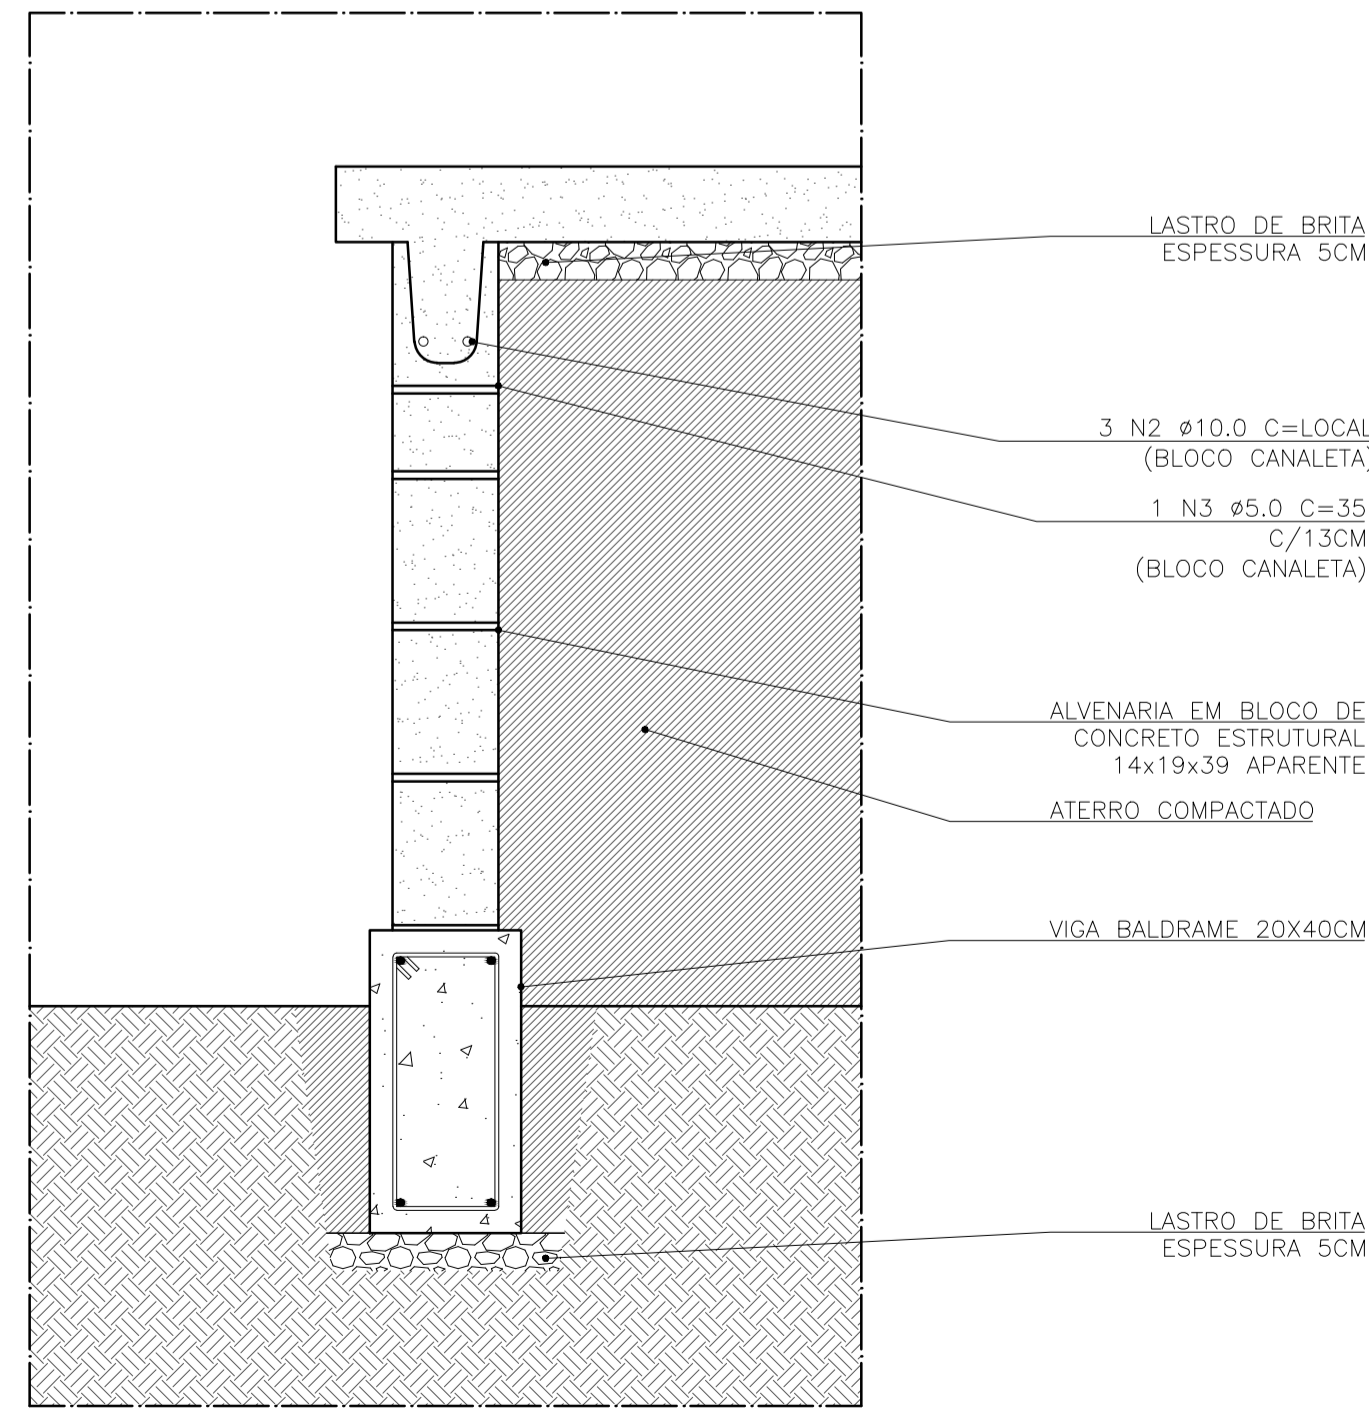 LASTRO DE BRITA
ESPESSURA 5CM
3 N2 ø10.0 C=LOCAL
(BLOCO CANALETA)
1 N3 ø5.0 C=35
C/13CM
(BLOCO CANALETA)
ALVENARIA EM BLOCO DE
CONCRETO ESTRUTURAL
14x19x39 APARENTE
ATERRO COMPACTADO
VIGA BALDRAME 20X40CM
LASTRO DE BRITA
ESPESSURA 5CM